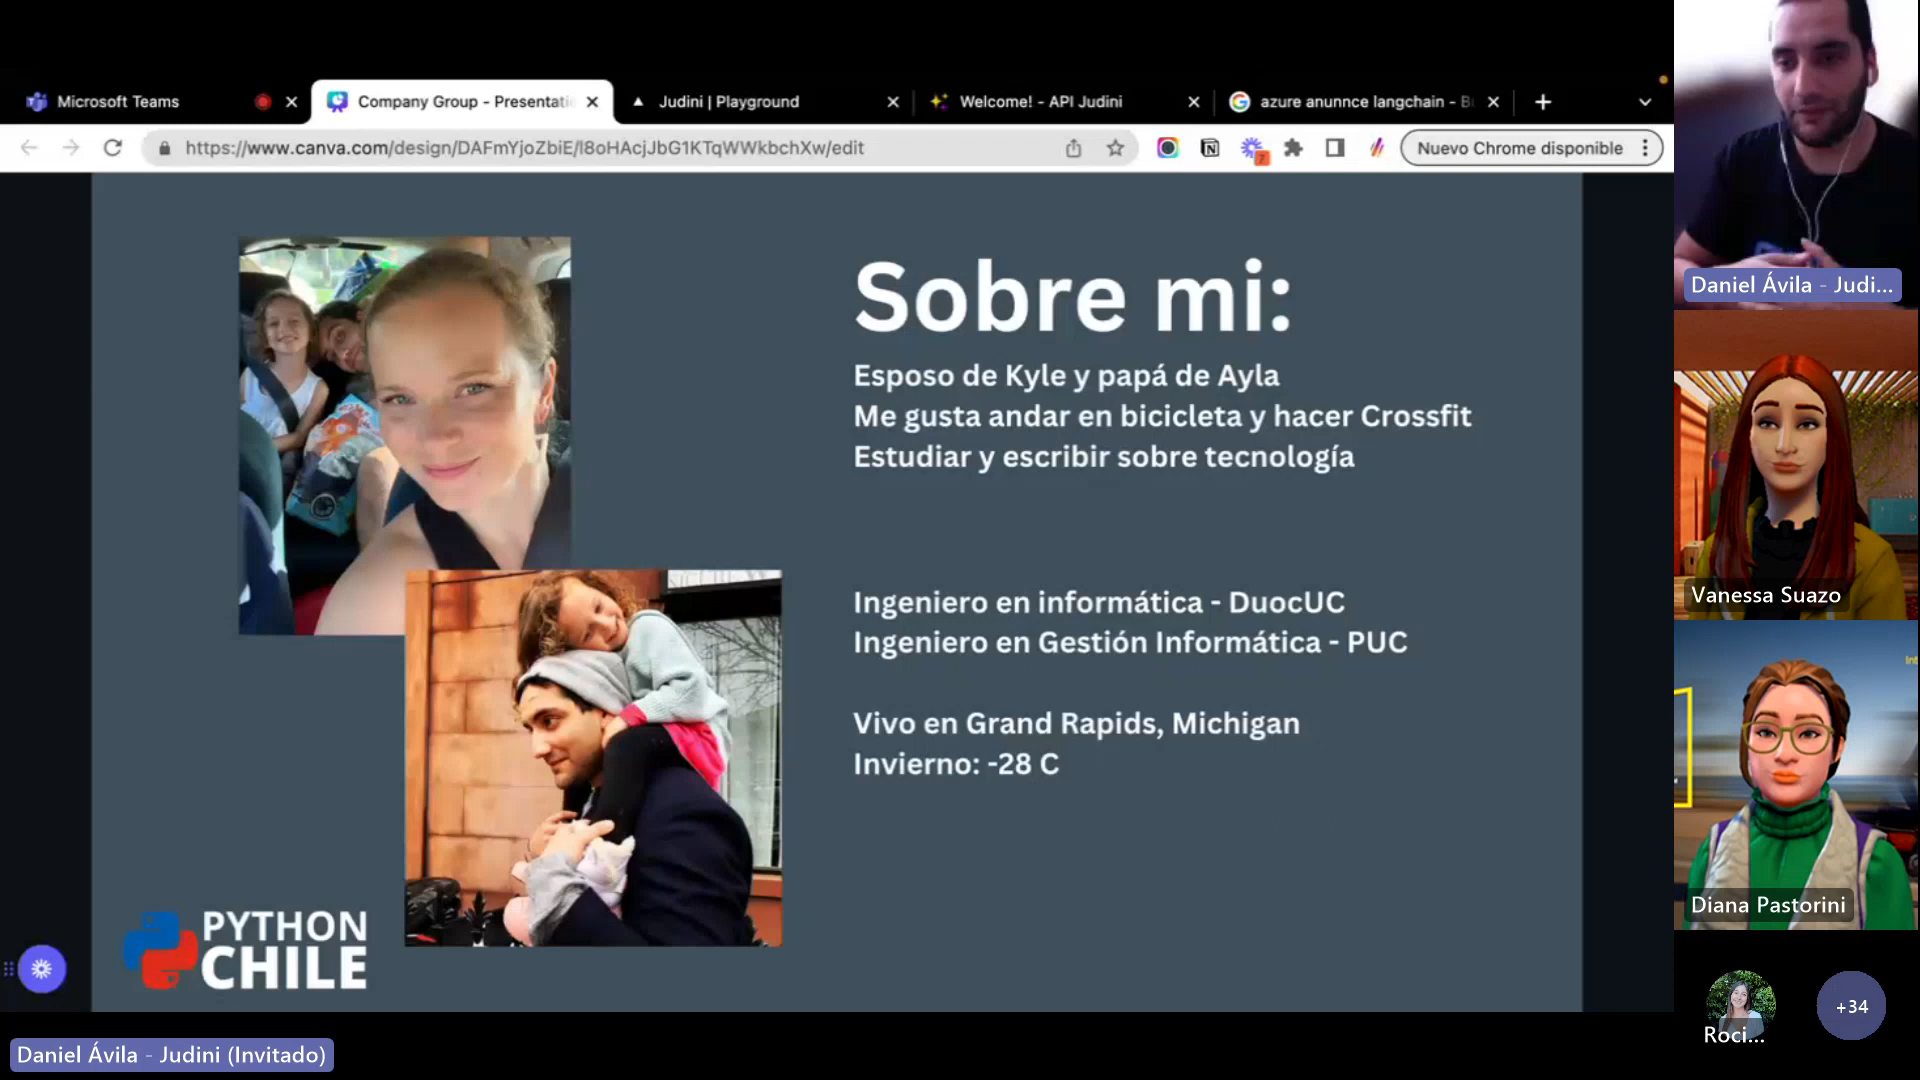 Microsoft Teams
Company Group - Presentati
Judini | Playground
Welcome! - API Judini
azure anunnce langchain - B
https://www.canva.com/design/DAFmYjoZbiE/l8oHAcjJbG1KTqWWkbchXw/edit
7
Nuevo Chrome disponible
Sobre mi:
Esposo de Kyle y papá de Ayla
Me gusta andar en bicicleta y hacer Crossfit
Estudiar y escribir sobre tecnología
Ingeniero en informática - DuocUC
Ingeniero en Gestión Informática - PUC
Vivo en Grand Rapids, Michigan
Invierno: -28 C
PYTHON
CHILE
Daniel Ávila - Judini (Invitado)
Daniel Ávila - Judi...
Vanessa Suazo
Diana Pastorini
Roci...
+34